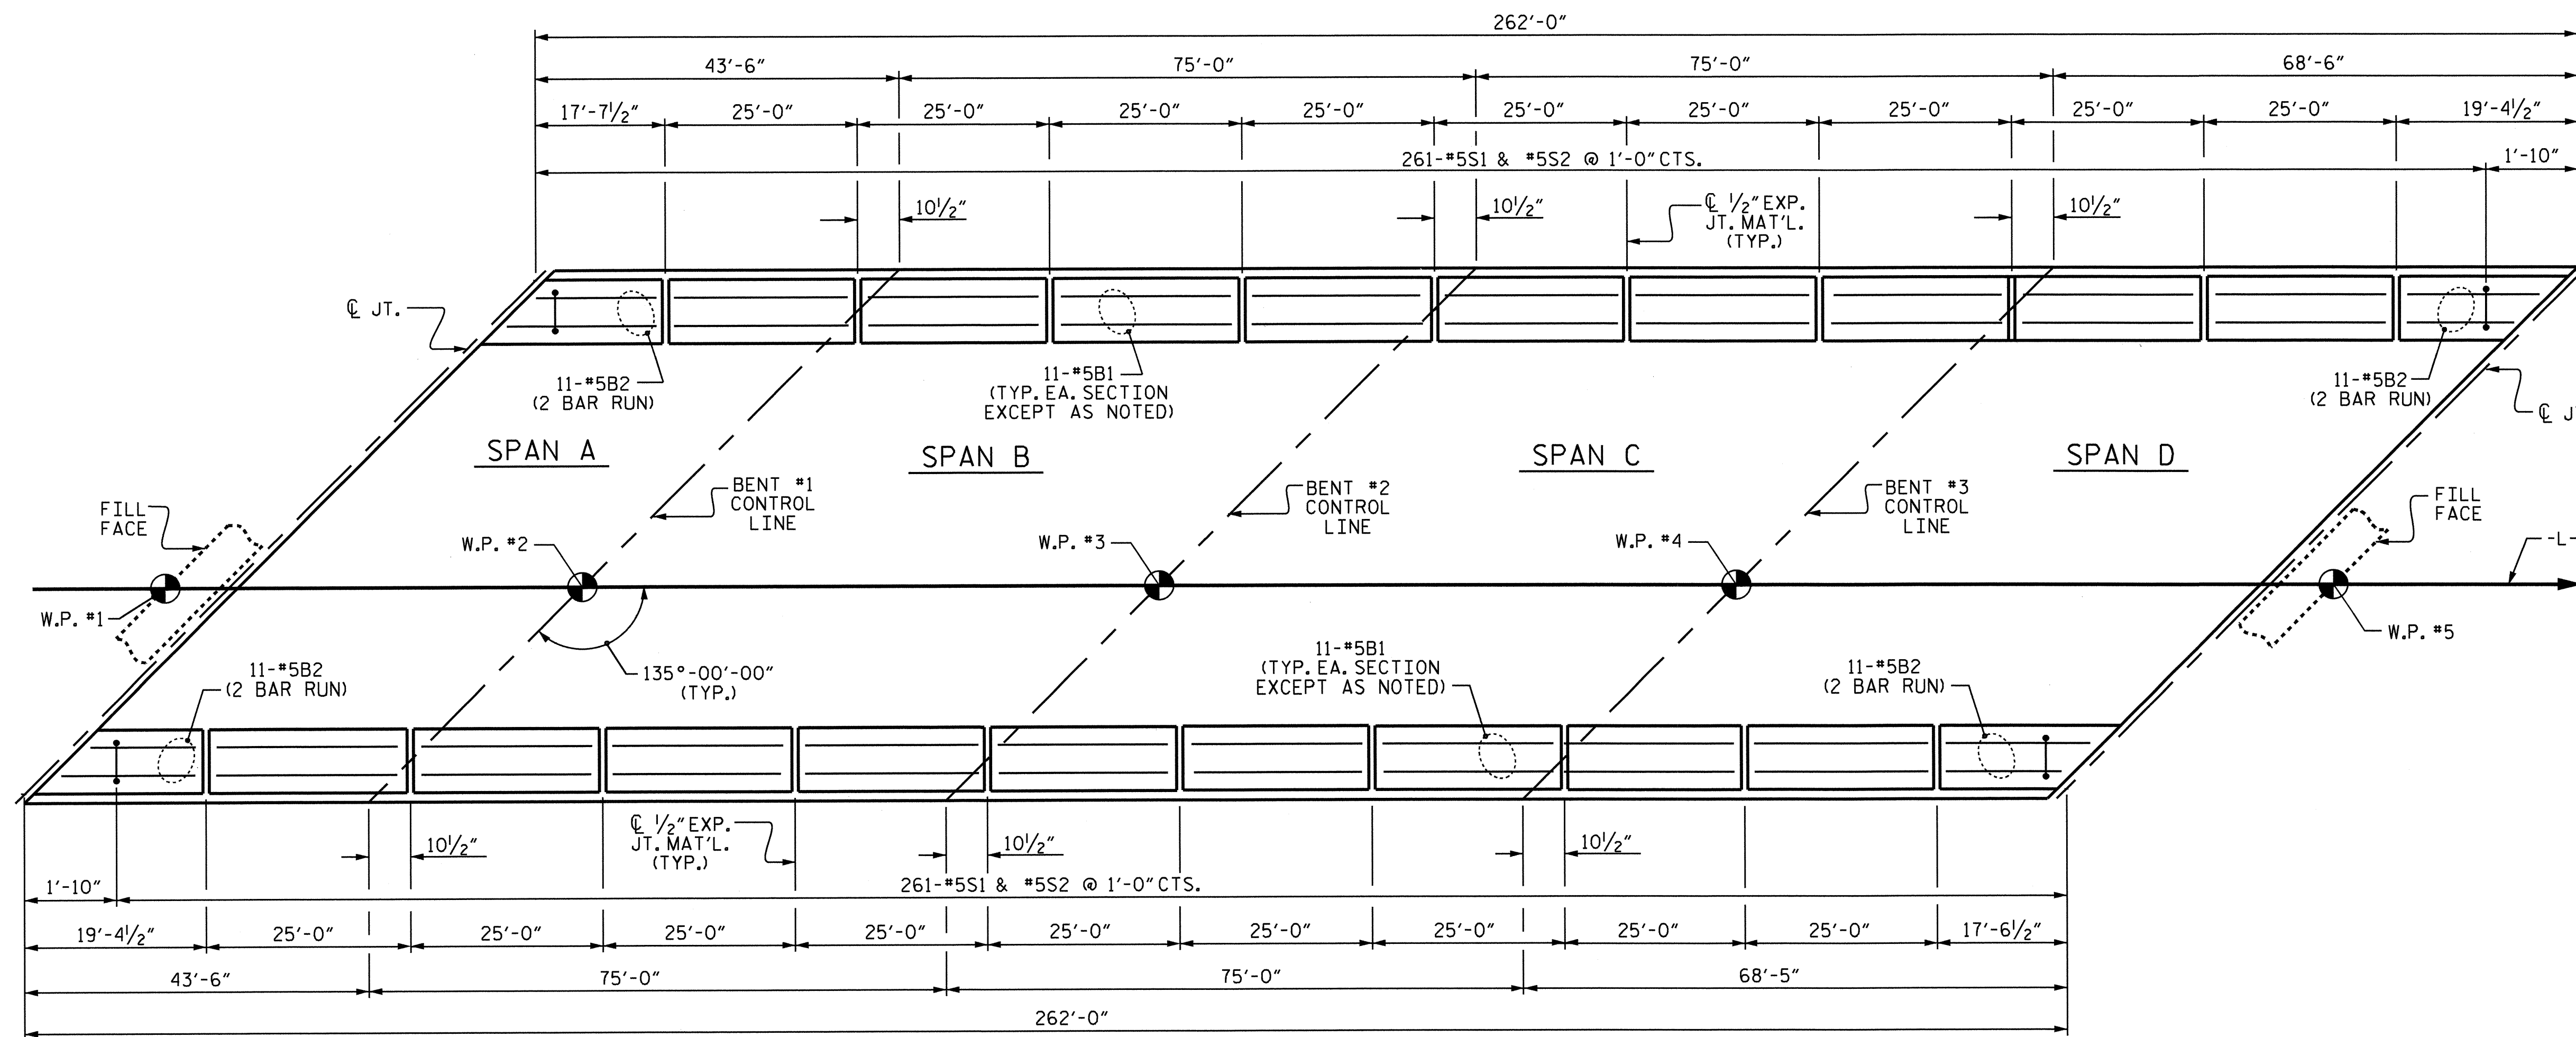 262'-0"
43'-6" 75'-0" 75'-0" 68'-6"
17'-7½" 25'-0" 25'-0" 25'-0" 25'-0" 25'-0" 25'-0" 25'-0" 25'-0" 25'-0" 19'-4½"
261-#5S1 & #5S2 @ 1'-0" CTS. 1'-10"
10½" 10½" 10½"
℄ ½" EXP.
JT. MAT'L.
(TYP.)
℄ JT.
11-#5B2
(2 BAR RUN)
11-#5B1
(TYP. EA. SECTION
EXCEPT AS NOTED)
11-#5B2
(2 BAR RUN)
℄ J
SPAN A SPAN B SPAN C SPAN D
FILL
FACE
BENT #1
CONTROL
LINE
BENT #2
CONTROL
LINE
BENT #3
CONTROL
LINE
FILL
FACE
W.P. #2 W.P. #3 W.P. #4 -L-
W.P. #1
W.P. #5
135°-00'-00"
(TYP.)
11-#5B2
(2 BAR RUN)
11-#5B1
(TYP. EA. SECTION
EXCEPT AS NOTED)
11-#5B2
(2 BAR RUN)
℄ ½" EXP.
JT. MAT'L.
(TYP.)
10½" 10½" 10½"
1'-10" 261-#5S1 & #5S2 @ 1'-0" CTS.
19'-4½" 25'-0" 25'-0" 25'-0" 25'-0" 25'-0" 25'-0" 25'-0" 25'-0" 25'-0" 17'-6½"
43'-6" 75'-0" 75'-0" 68'-5"
262'-0"